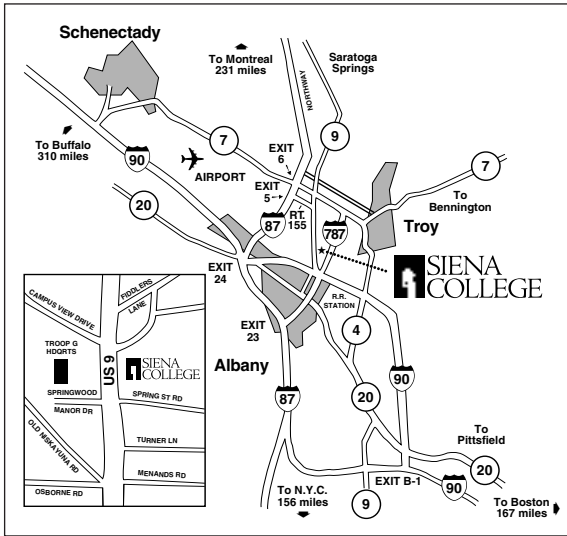 Schenectady
To Montreal
231 miles
Saratoga
Springs
NORTHWAY
9
7
EXIT
6
7
To Buffalo
310 miles
90
AIRPORT
EXIT
5
To
Bennington
20
RT.
155
87
787
Troy
EXIT
24
SIENA
COLLEGE
R.R.
STATION
EXIT
23
4
Albany
87
20
90
To
Pittsfield
20
EXIT B-1
90
To N.Y.C.
156 miles
9
To Boston
167 miles
CAMPUS VIEW DRIVE
FIDDLERS
LANE
TROOP G
HDQRTS
US 9
SIENA
COLLEGE
SPRINGWOOD
MANOR DR
SPRING ST RD
OLD NISKAYUNA RD
TURNER LN
MENANDS RD
OSBORNE RD